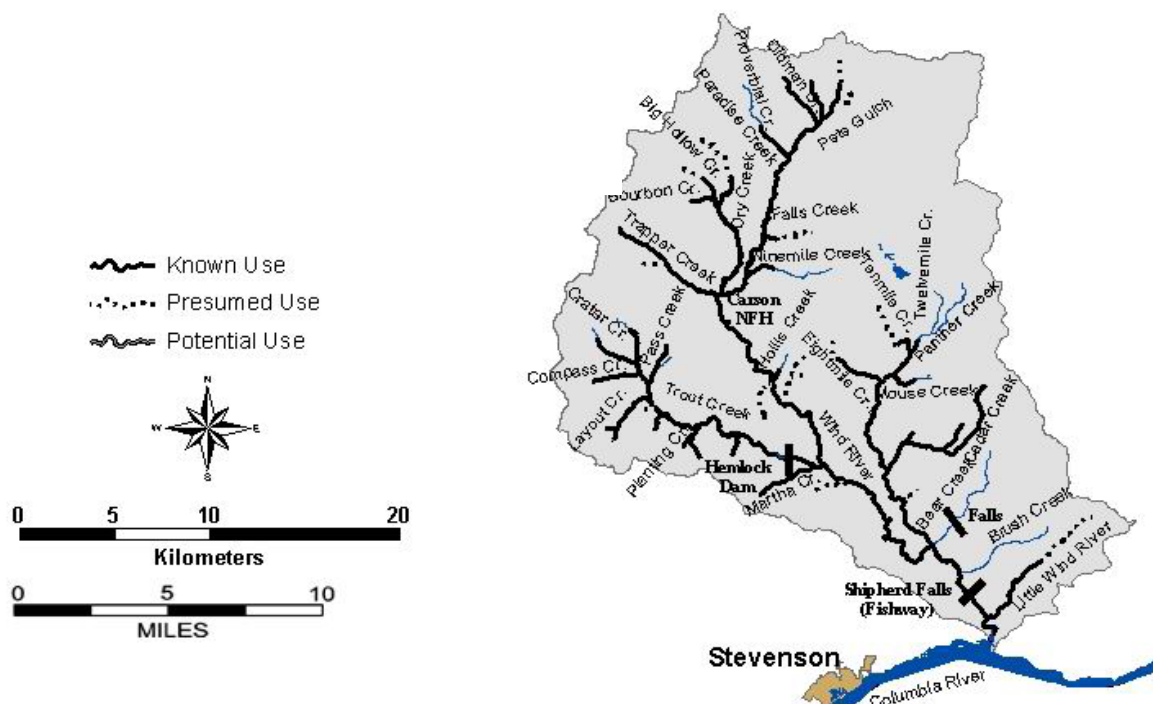 Proverbial Cr.
Oldman Cr.
Paradise Creek
Pete Gulch
Big Hollow Cr.
Dry Creek
Bourbon Cr.
Falls Creek
Trapper Creek
Ninemile Creek
Tenmile Cr.
Twelvemile Cr.
Known Use
Presumed Use
Potential Use
Carson
NFH
Crater Cr.
Pass Creek
Hollis Creek
Eightmile Cr.
Panther Creek
Compass Cr.
Mouse Creek
Trout Creek
Layout Cr.
Wind River
Cedar Creek
N
W
E
S
Planting Cr.
Hemlock
Dam
Martha Cr.
Bear Creek
Falls
Brush Creek
0 5 10 20
Kilometers
Little Wind River
Shipherd Falls
(Fishway)
0 5 10
MILES
Stevenson
Columbia River